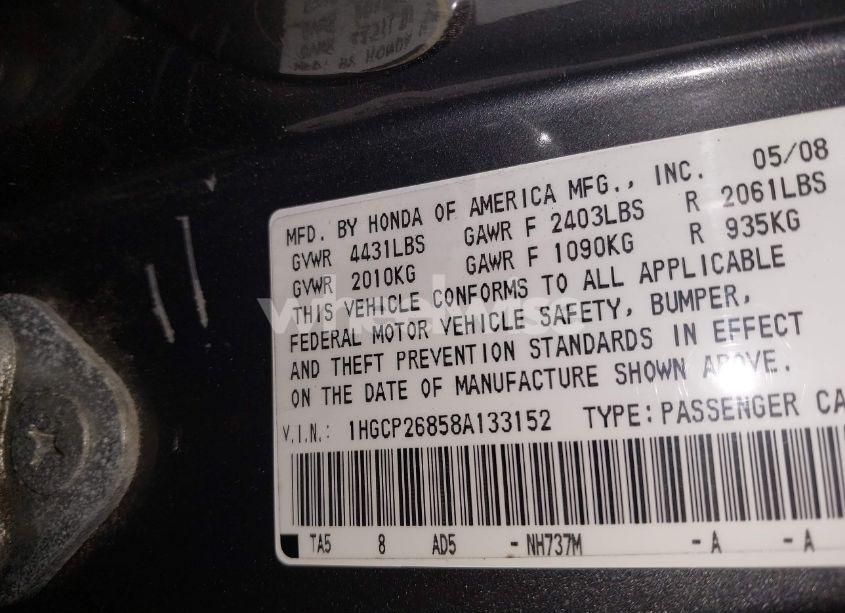 MFD. BY HONDA OF AMERICA MFG., INC. 05/08
GVWR 4431LBS GAWR F 2403LBS R 2061LBS
GVWR 2010KG GAWR F 1090KG R 935KG
THIS VEHICLE CONFORMS TO ALL APPLICABLE
FEDERAL MOTOR VEHICLE SAFETY, BUMPER,
AND THEFT PREVENTION STANDARDS IN EFFECT
ON THE DATE OF MANUFACTURE SHOWN ABOVE.
V.I.N.: 1HGCP26858A133152 TYPE:PASSENGER CA
TA5 8 AD5 - NH737M - A - A